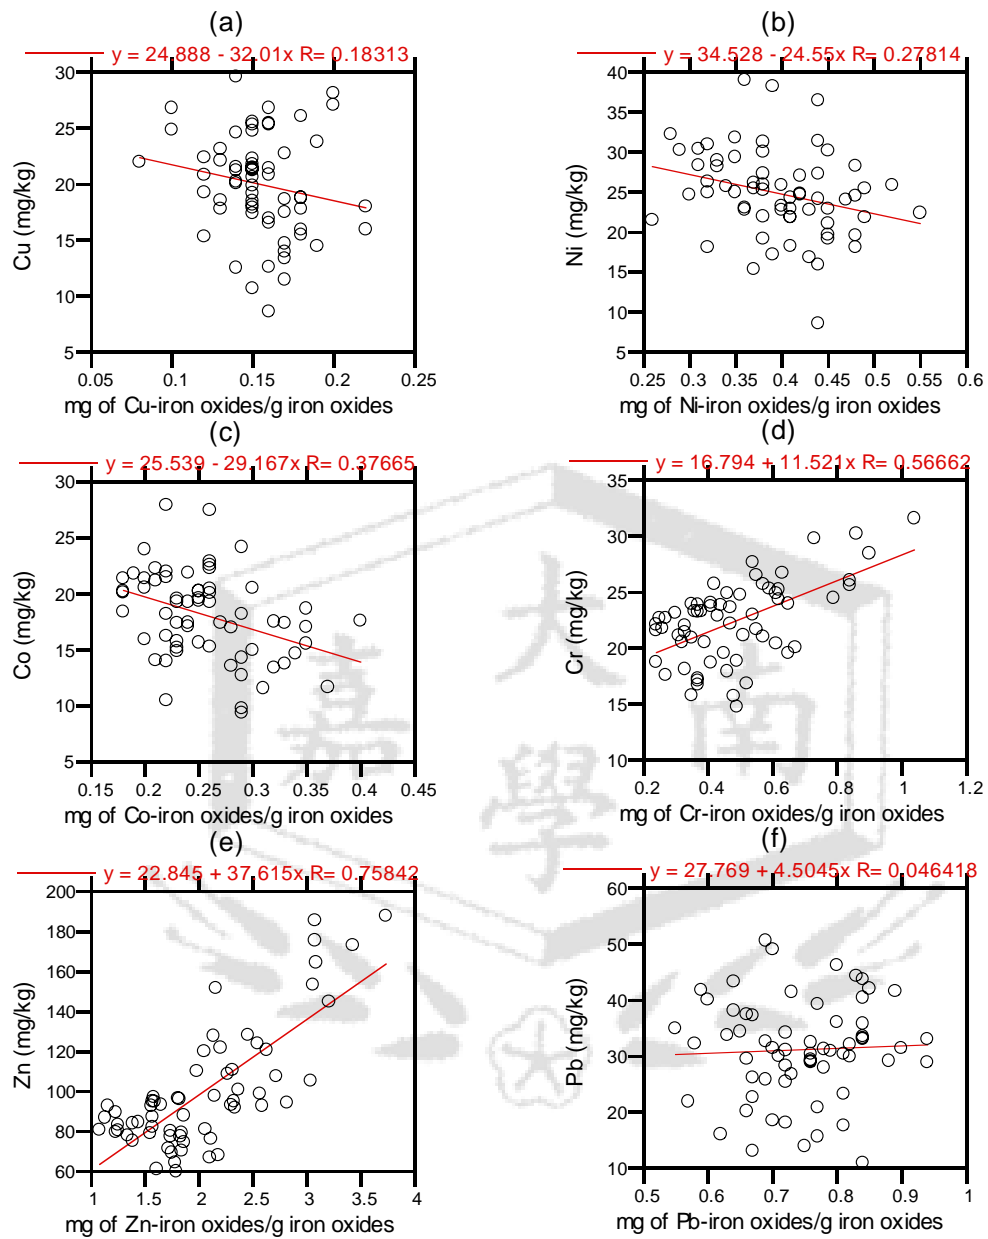 (a)
y = 24.888 - 32.01x R= 0.18313
30
25
20
15
10
5
Cu (mg/kg)
0.05 0.1 0.15 0.2 0.25
mg of Cu-iron oxides/g iron oxides
(b)
y = 34.528 - 24.55x R= 0.27814
40
35
30
25
20
15
10
5
Ni (mg/kg)
0.25 0.3 0.35 0.4 0.45 0.5 0.55 0.6
mg of Ni-iron oxides/g iron oxides
(c)
y = 25.539 - 29.167x R= 0.37665
30
25
20
15
10
5
Co (mg/kg)
0.15 0.2 0.25 0.3 0.35 0.4 0.45
mg of Co-iron oxides/g iron oxides
(d)
y = 16.794 + 11.521x R= 0.56662
35
30
25
20
15
10
Cr (mg/kg)
0.2 0.4 0.6 0.8 1 1.2
mg of Cr-iron oxides/g iron oxides
(e)
y = 22.845 + 37.615x R= 0.75842
200
180
160
140
120
100
80
60
Zn (mg/kg)
1 1.5 2 2.5 3 3.5 4
mg of Zn-iron oxides/g iron oxides
(f)
y = 27.769 + 4.5045x R= 0.046418
60
50
40
30
20
10
Pb (mg/kg)
0.5 0.6 0.7 0.8 0.9 1
mg of Pb-iron oxides/g iron oxides
嘉
南
大
學